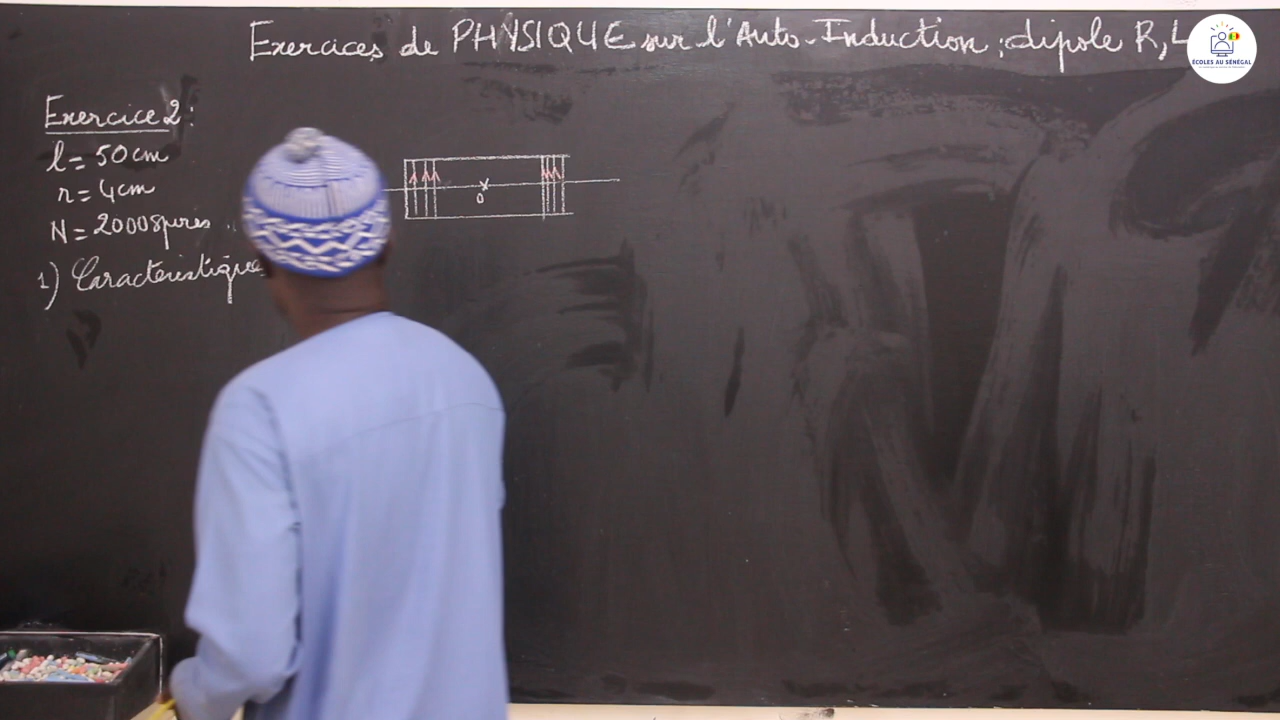 Exercices de PHYSIQUE sur l'Auto-Induction; dipole R, L
ÉCOLES AU SÉNÉGAL
Exercice 2 :
l = 50 cm
r = 4 cm
N = 2000 spires
1) Caracteristiques
O